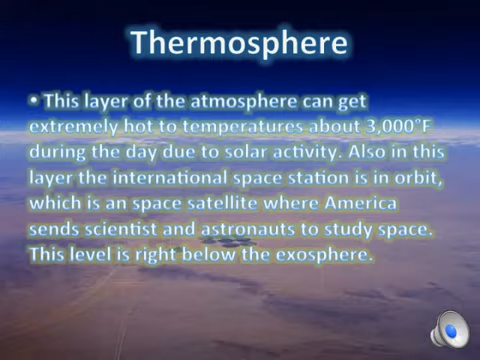 Thermosphere
• This layer of the atmosphere can get
extremely hot to temperatures about 3,000°F
during the day due to solar activity. Also in this
layer the international space station is in orbit,
which is an space satellite where America
sends scientist and astronauts to study space.
This level is right below the exosphere.